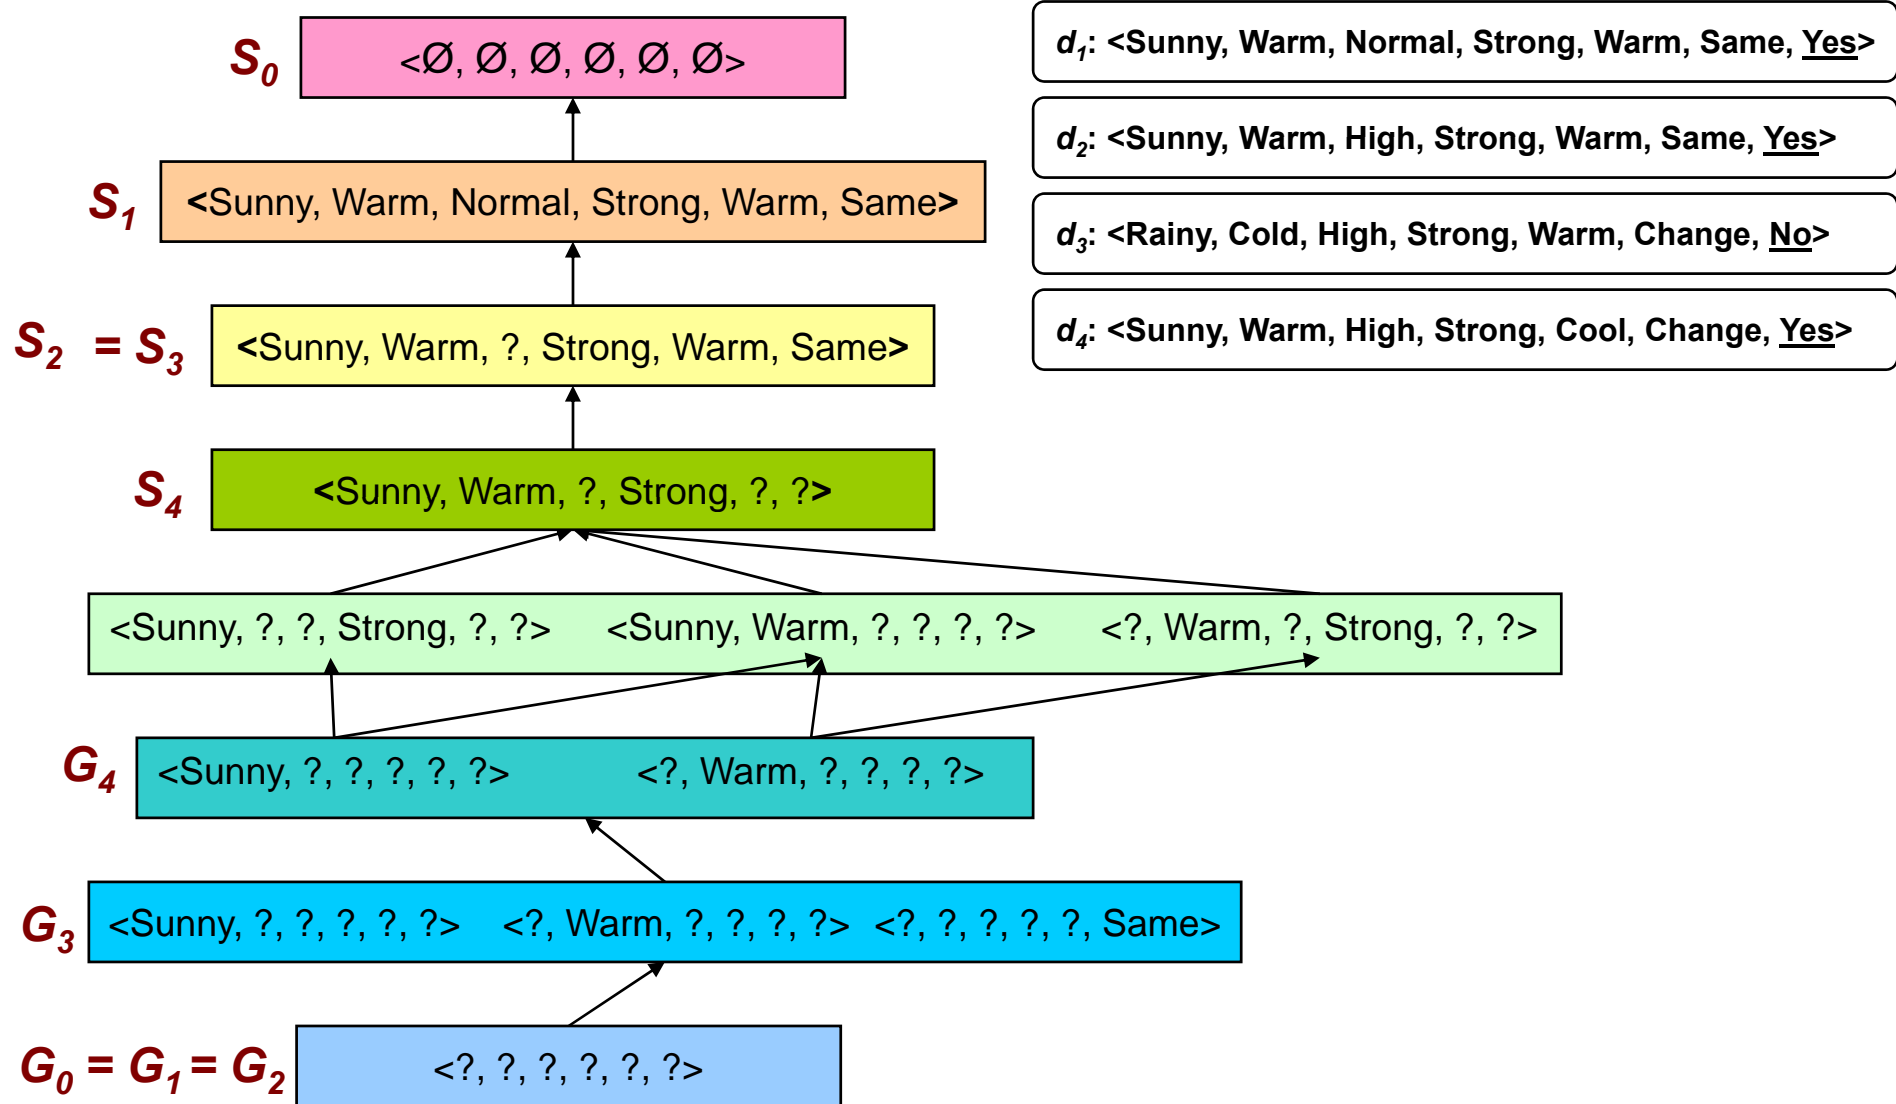 S0 <Ø, Ø, Ø, Ø, Ø, Ø>
S1 <Sunny, Warm, Normal, Strong, Warm, Same>
S2 = S3 <Sunny, Warm, ?, Strong, Warm, Same>
S4 <Sunny, Warm, ?, Strong, ?, ?>
<Sunny, ?, ?, Strong, ?, ?> <Sunny, Warm, ?, ?, ?, ?> <?, Warm, ?, Strong, ?, ?>
G4 <Sunny, ?, ?, ?, ?, ?> <?, Warm, ?, ?, ?, ?>
G3 <Sunny, ?, ?, ?, ?, ?> <?, Warm, ?, ?, ?, ?> <?, ?, ?, ?, ?, Same>
G0 = G1 = G2 <?, ?, ?, ?, ?, ?>
d1: <Sunny, Warm, Normal, Strong, Warm, Same, Yes>
d2: <Sunny, Warm, High, Strong, Warm, Same, Yes>
d3: <Rainy, Cold, High, Strong, Warm, Change, No>
d4: <Sunny, Warm, High, Strong, Cool, Change, Yes>